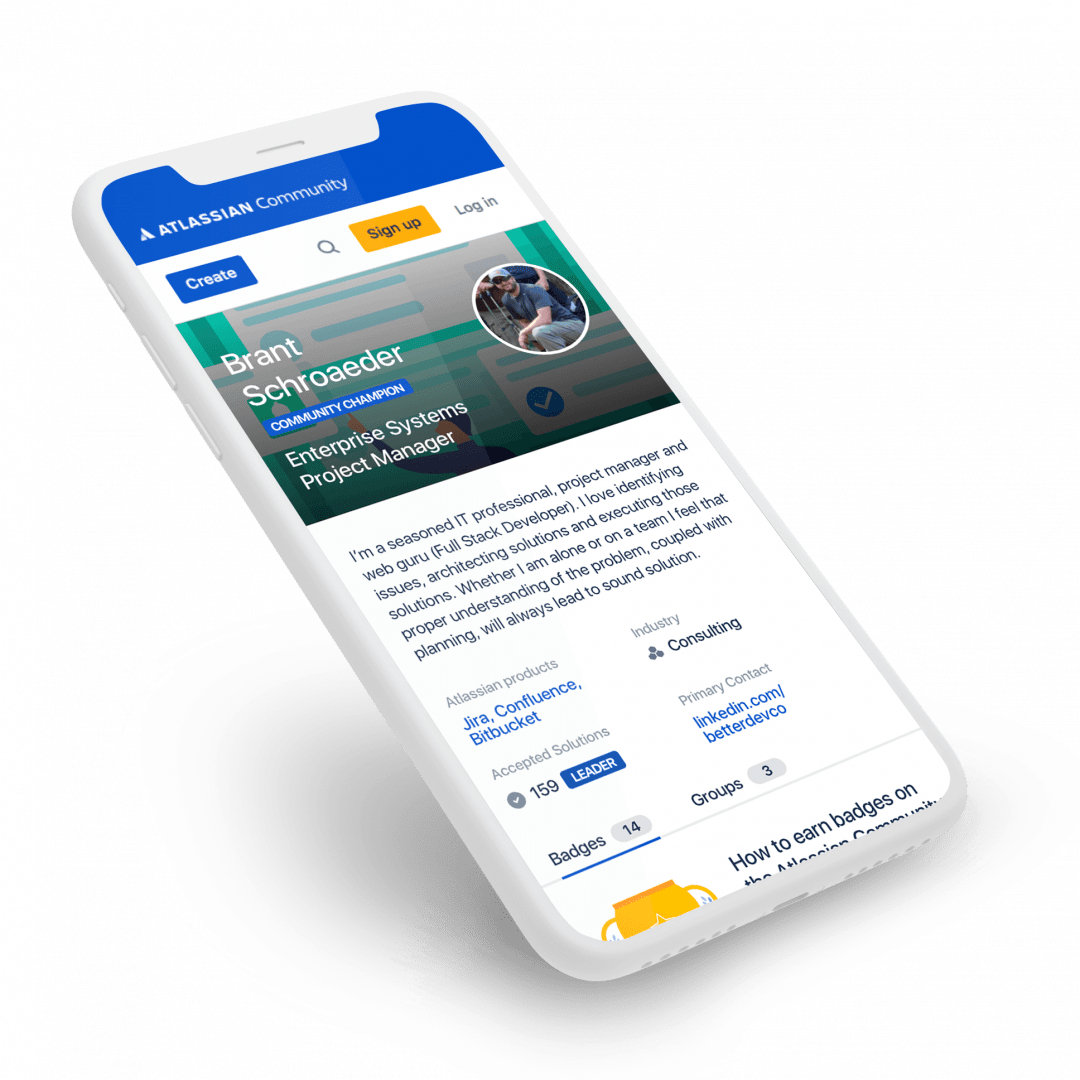 ATLASSIAN Community
Create
Sign up
Log in
Brant
Schroaeder
COMMUNITY CHAMPION
Enterprise Systems
Project Manager
I'm a seasoned IT professional, project manager and
web guru (Full Stack Developer). I love identifying
issues, architecting solutions and executing those
solutions. Whether I am alone or on a team I feel that
proper understanding of the problem, coupled with
planning, will always lead to sound solution.
Atlassian products
Jira, Confluence,
Bitbucket
Industry
Consulting
Accepted Solutions
159 LEADER
Primary Contact
linkedin.com/
betterdevco
Badges 14
Groups 3
How to earn badges on
the Atlassian Community